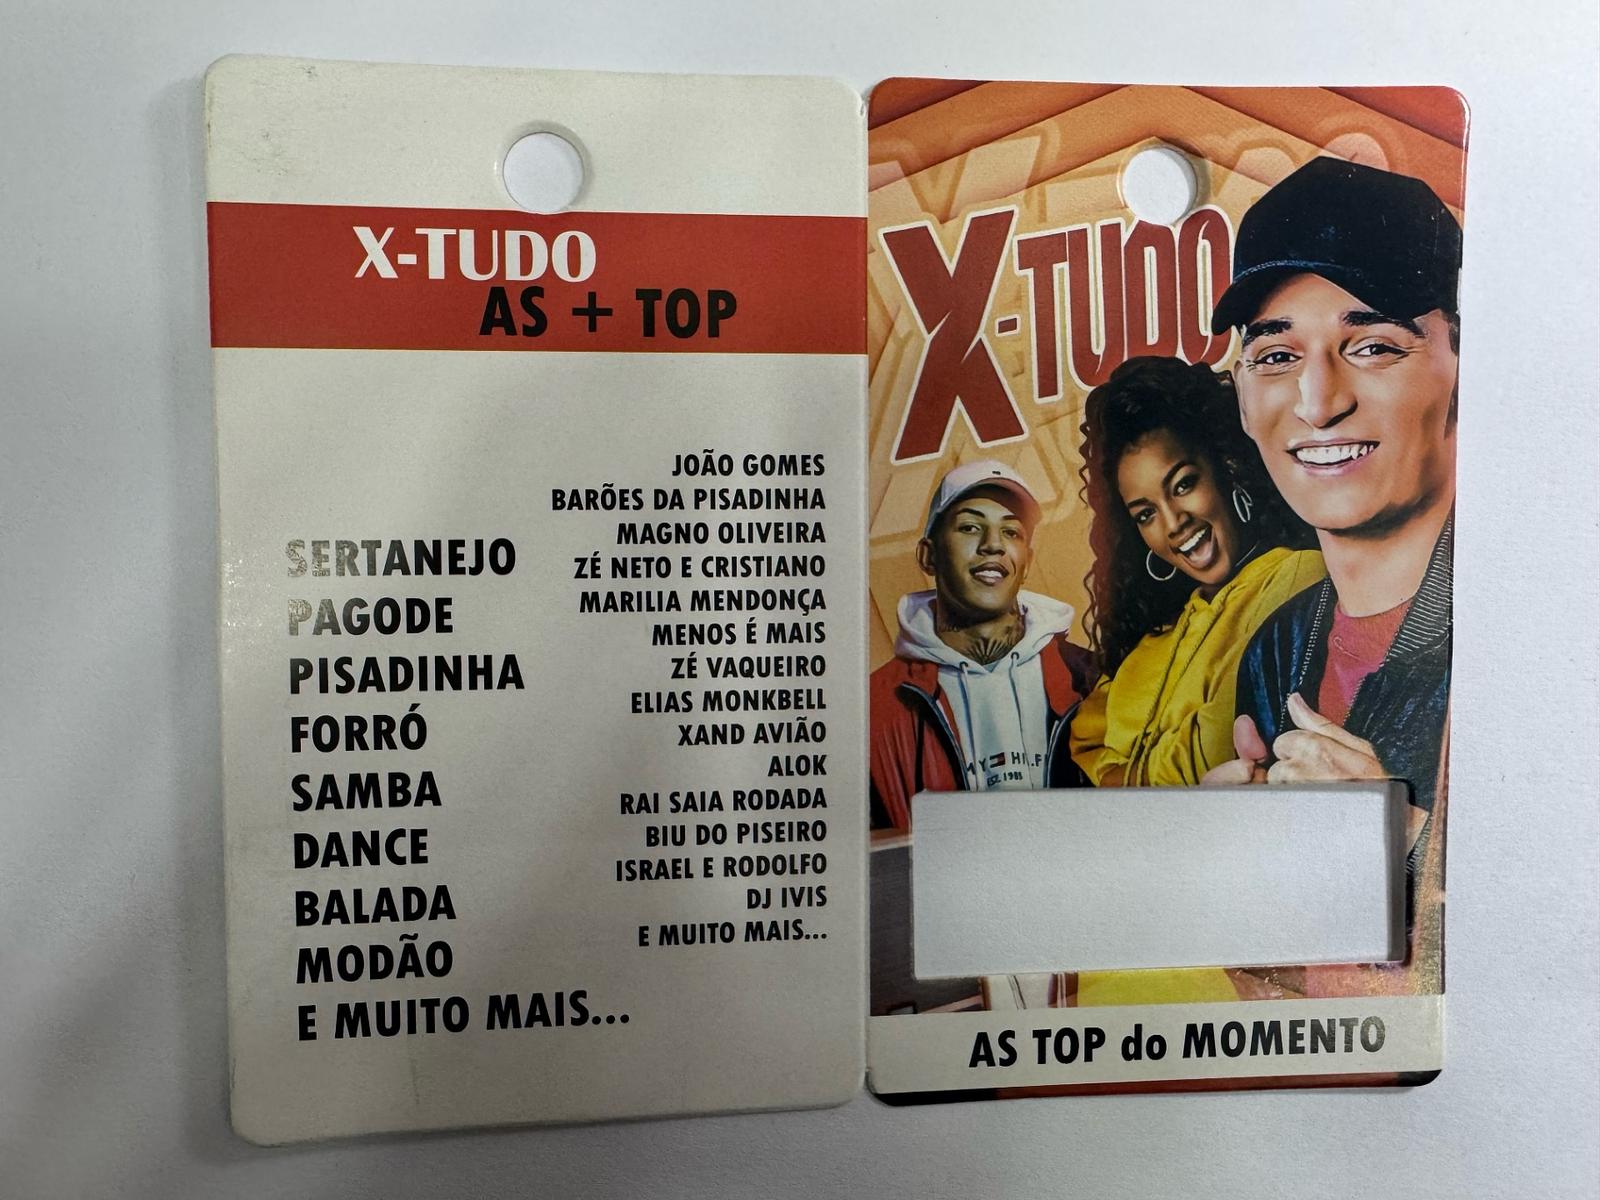 X-TUDO
AS + TOP
SERTANEJO
PAGODE
PISADINHA
FORRÓ
SAMBA
DANCE
BALADA
MODÃO
E MUITO MAIS...
JOÃO GOMES
BARÕES DA PISADINHA
MAGNO OLIVEIRA
ZÉ NETO E CRISTIANO
MARILIA MENDONÇA
MENOS É MAIS
ZÉ VAQUEIRO
ELIAS MONKBELL
XAND AVIÃO
ALOK
RAI SAIA RODADA
BIU DO PISEIRO
ISRAEL E RODOLFO
DJ IVIS
E MUITO MAIS...
X-TUDO
EST. 1985
AS TOP do MOMENTO